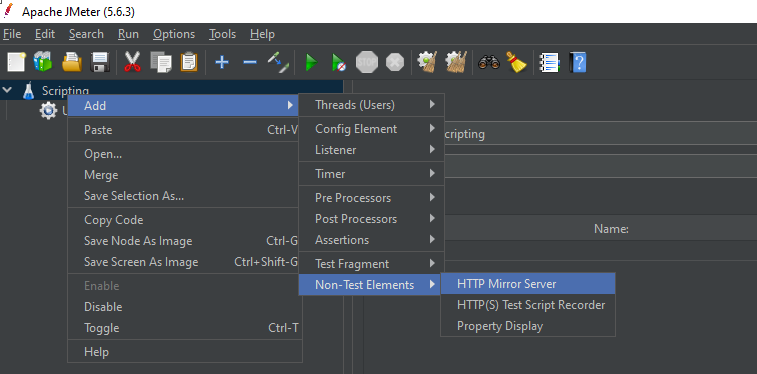 Apache JMeter (5.6.3)
File Edit Search Run Options Tools Help
Scripting
Add
Paste Ctrl-V
Open...
Merge
Save Selection As...
Copy Code
Save Node As Image Ctrl-G
Save Screen As Image Ctrl+Shift-G
Enable
Disable
Toggle Ctrl-T
Help
Threads (Users)
Config Element
Listener
Timer
Pre Processors
Post Processors
Assertions
Test Fragment
Non-Test Elements
HTTP Mirror Server
HTTP(S) Test Script Recorder
Property Display
Name: